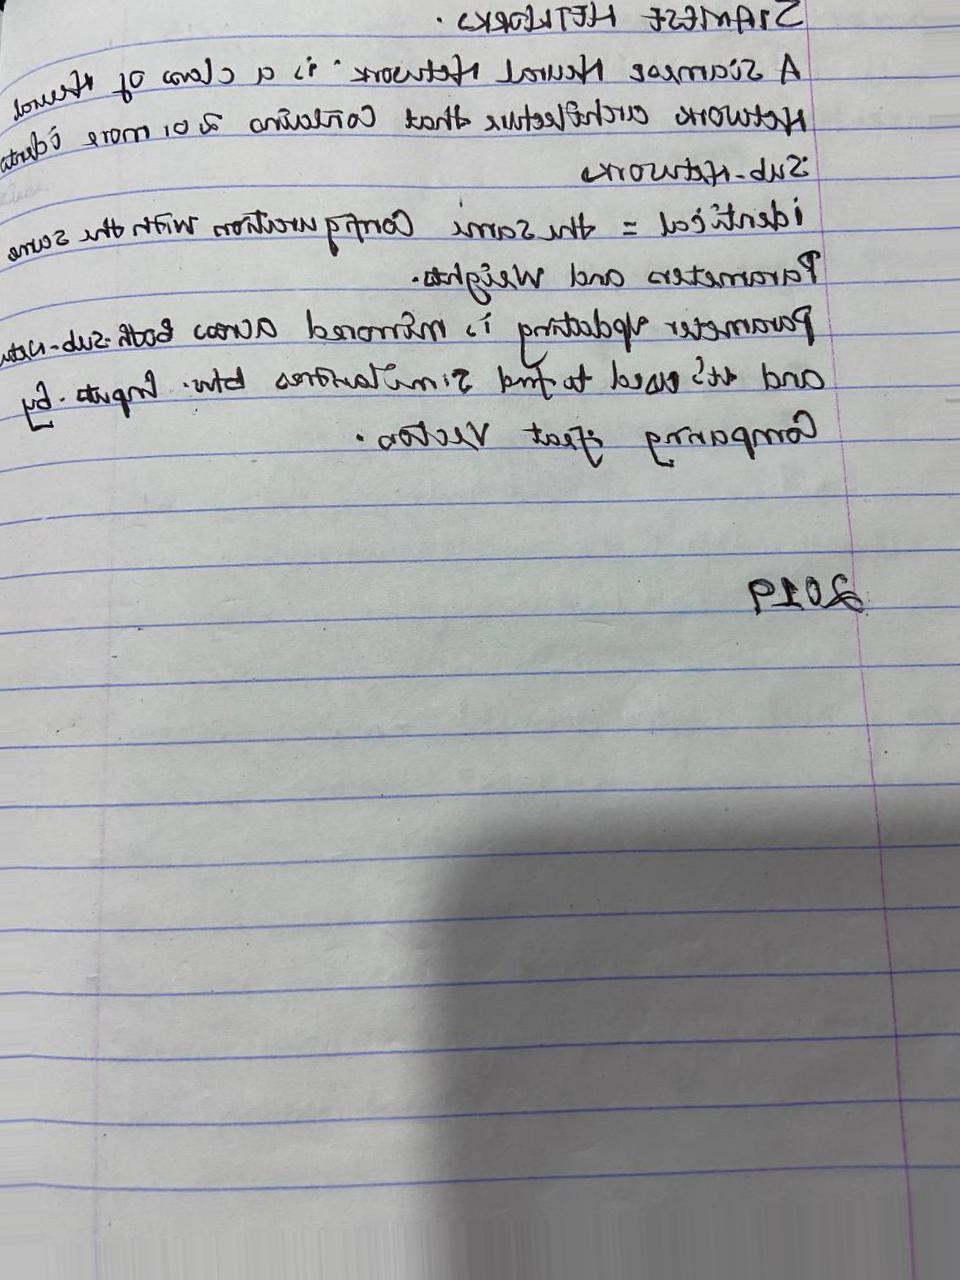 SIAMESE NETWORKS.
A Siamese Neural Network. is a class of Neural
Network architecture that Contains 2 or more identa
Sub-Networks
identical = the Same Configuration with the same
Parameters and Weights.
Parameter Updating is mirrored across both sub-netw
and it's used to find Similarities btw. Inputs. By
Comparing feat Vectors.
2019